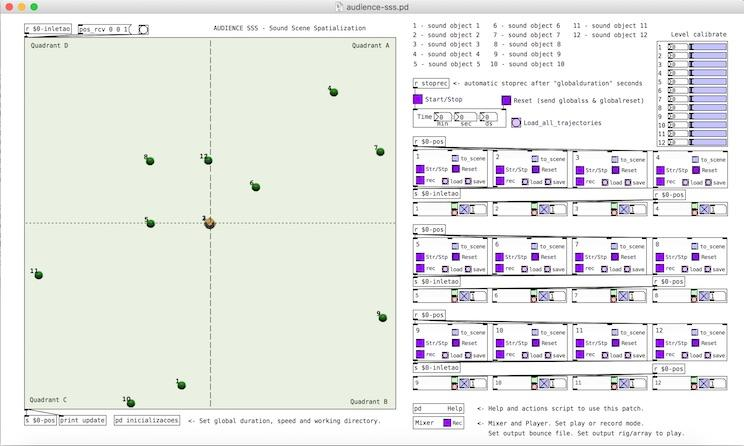 audience-sss.pd
r $0-inletao
pos_rcv 0 0 1
AUDIENCE SSS - Sound Scene Spatialization
Quadrant D
Quadrant A
4
7
8
12
6
5
11
9
1
10
Quadrant C
Quadrant B
s $0-pos
print update
pd inicializacoes
<- Set global duration, speed and working directory.
1 - sound object 1 6 - sound object 6 11 - sound object 11
2 - sound object 2 7 - sound object 7 12 - sound object 12
3 - sound object 3 8 - sound object 8
4 - sound object 4 9 - sound object 9
5 - sound object 5 10 - sound object 10
Level calibrate
1
2
3
4
5
6
7
8
9
10
11
12
r stoprec
<- automatic stoprec after "globalduration" seconds
Start/Stop
Reset (send globalss & globalreset)
Time 0 0 0
min sec ds
Load_all_trajectories
r $0-pos
1 to_scene 2 to_scene 3 to_scene 4 to_scene
Str/Stp Reset Str/Stp Reset Str/Stp Reset Str/Stp Reset
rec load save rec load save rec load save rec load save
s $0-inletao
r $0-pos
1 2 3 4
r $0-pos
5 to_scene 6 to_scene 7 to_scene 8 to_scene
Str/Stp Reset Str/Stp Reset Str/Stp Reset Str/Stp Reset
rec load save rec load save rec load save rec load save
s $0-inletao
r $0-pos
5 6 7 8
r $0-pos
9 to_scene 10 to_scene 11 to_scene 12 to_scene
Str/Stp Reset Str/Stp Reset Str/Stp Reset Str/Stp Reset
rec load save rec load save rec load save rec load save
s $0-inletao
r $0-pos
9 10 11 12
pd Help
<- Help and actions script to use this patch.
Mixer Rec
<- Mixer and Player. Set play or record mode.
Set output bounce file. Set output rig/array to play.